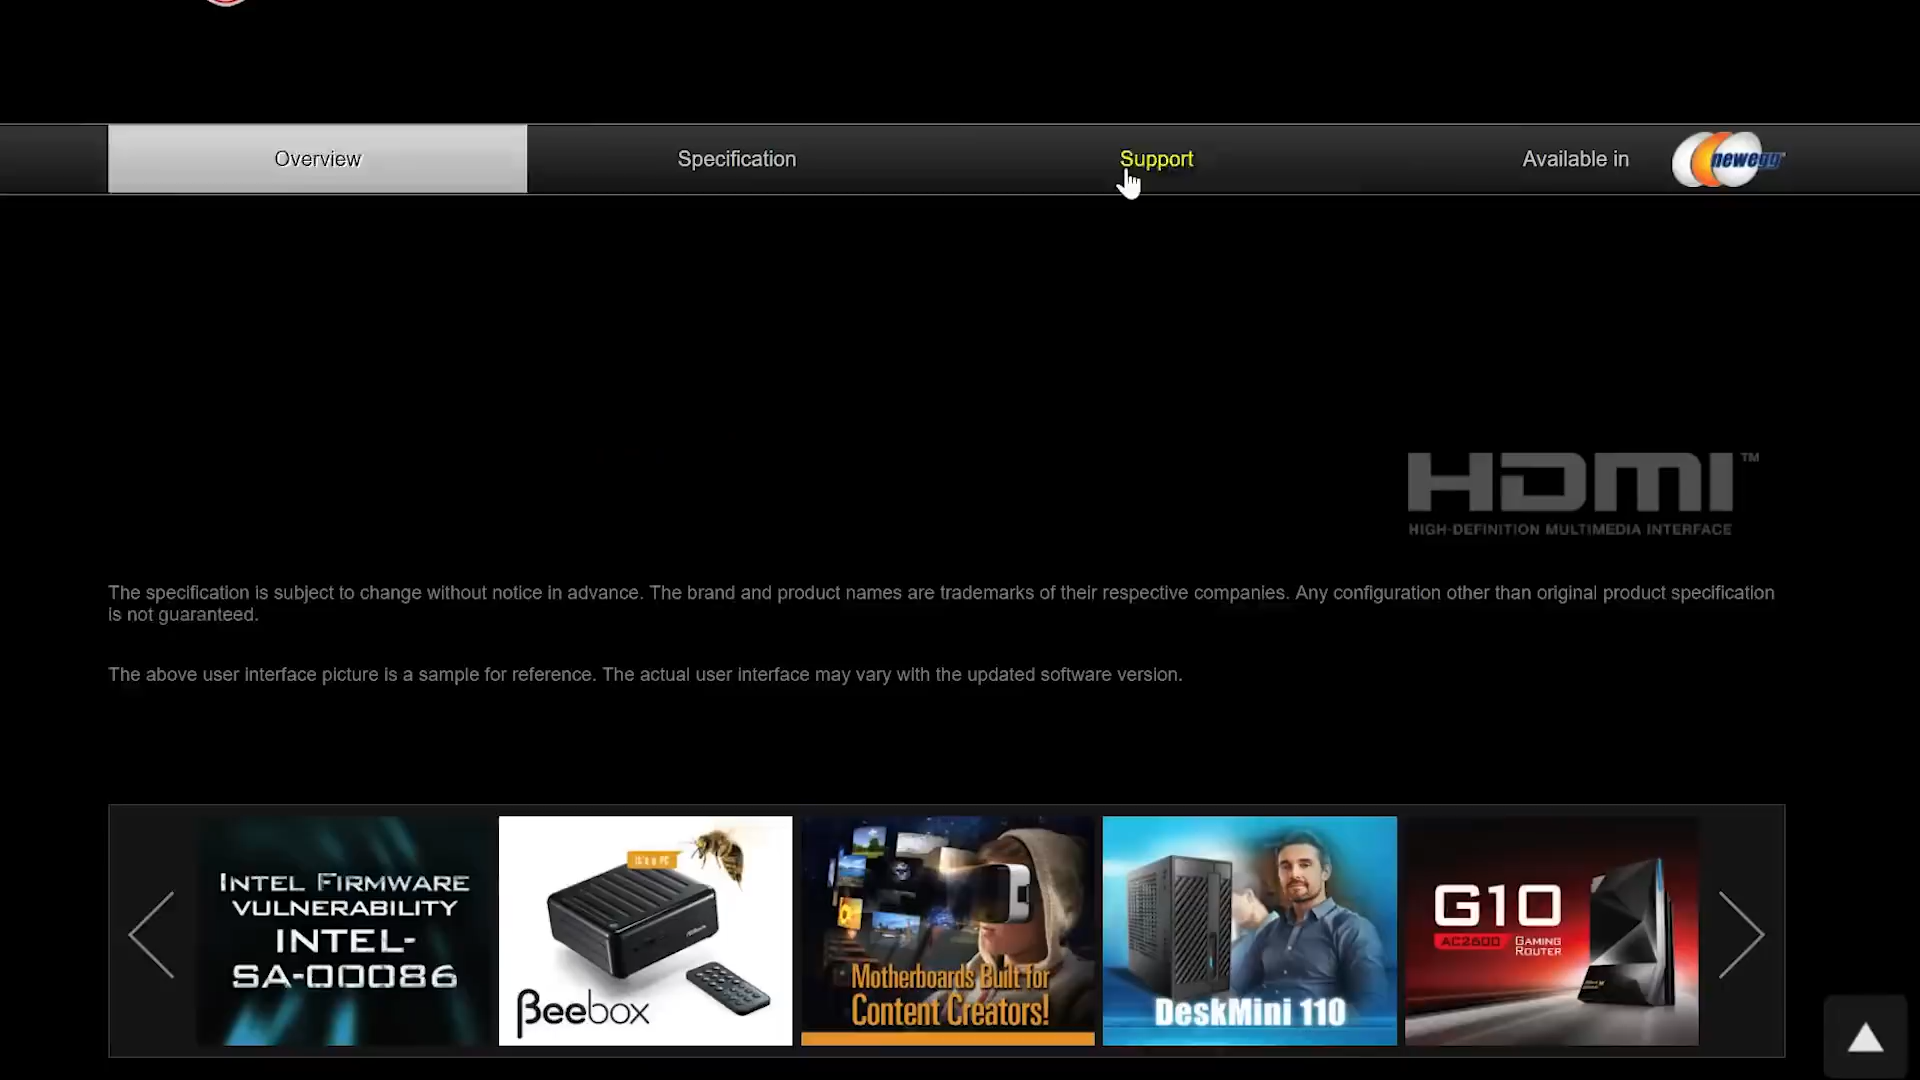 Overview
Specification
Support
Available in
newegg
HDMI™
HIGH-DEFINITION MULTIMEDIA INTERFACE
The specification is subject to change without notice in advance. The brand and product names are trademarks of their respective companies. Any configuration other than original product specification
is not guaranteed.
The above user interface picture is a sample for reference. The actual user interface may vary with the updated software version.
INTEL FIRMWARE
VULNERABILITY
INTEL-
SA-00086
It's a PC
Beebox
Motherboards Built for
Content Creators!
DeskMini 110
G10
AC2600 GAMING
ROUTER